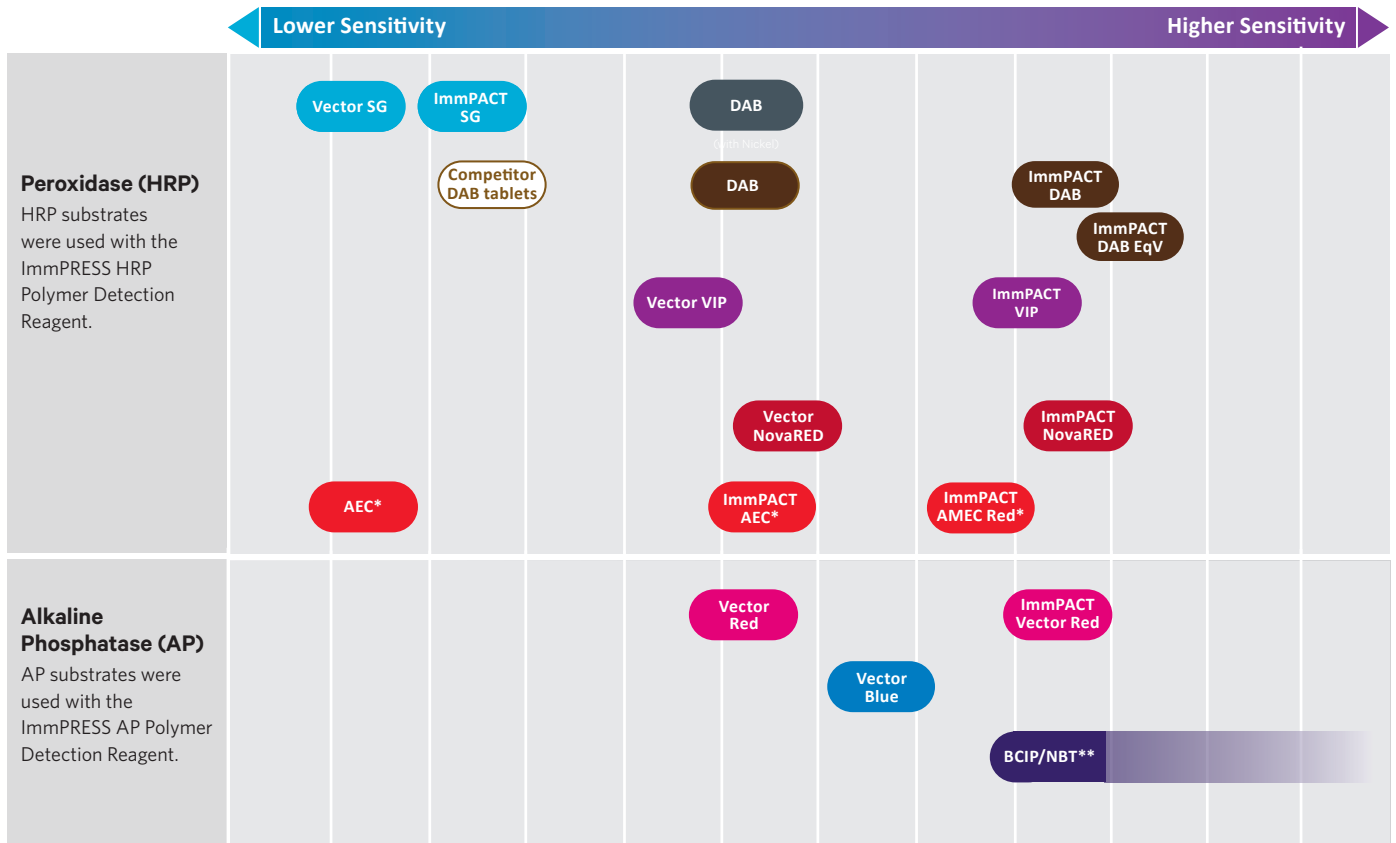 Lower Sensitivity
Higher Sensitivity
Peroxidase (HRP)
HRP substrates
were used with the
ImmPRESS HRP
Polymer Detection
Reagent.
Vector SG
ImmPACT
SG
DAB
(with Nickel)
Competitor
DAB tablets
DAB
ImmPACT
DAB
ImmPACT
DAB EqV
Vector VIP
ImmPACT
VIP
Vector
NovaRED
ImmPACT
NovaRED
AEC*
ImmPACT
AEC*
ImmPACT
AMEC Red*
Alkaline
Phosphatase (AP)
AP substrates were
used with the
ImmPRESS AP Polymer
Detection Reagent.
Vector
Red
ImmPACT
Vector Red
Vector
Blue
BCIP/NBT**